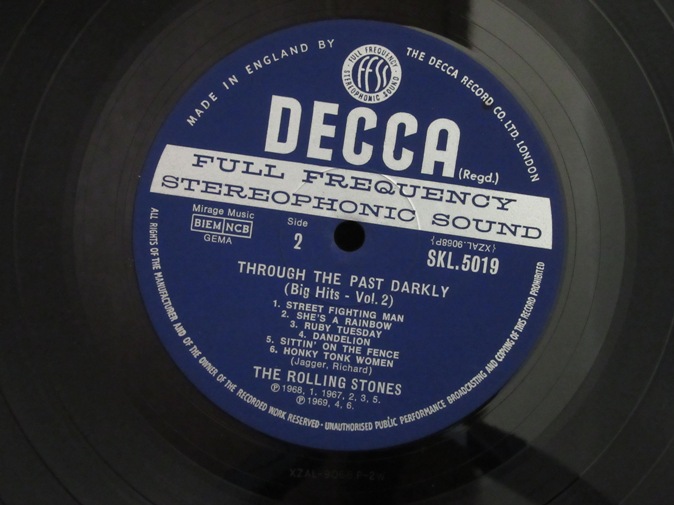 MADE IN ENGLAND BY
FULL FREQUENCY
ffss
STEREOPHONIC SOUND
THE DECCA RECORD CO. LTD. LONDON
DECCA
(Regd.)
FULL FREQUENCY
STEREOPHONIC SOUND
Mirage Music
BIEM NCB
GEMA
Side
2
{XZAL.9068P}
SKL.5019
THROUGH THE PAST DARKLY
(Big Hits - Vol. 2)
1. STREET FIGHTING MAN
2. SHE'S A RAINBOW
3. RUBY TUESDAY
4. DANDELION
5. SITTIN' ON THE FENCE
6. HONKY TONK WOMEN
(Jagger, Richard)
THE ROLLING STONES
Ⓟ 1968, 1. 1967, 2, 3, 5.
Ⓟ 1969, 4, 6.
ALL RIGHTS OF THE MANUFACTURER AND OF THE OWNER OF THE RECORDED WORK RESERVED · UNAUTHORISED PUBLIC PERFORMANCE BROADCASTING AND COPYING OF THIS RECORD PROHIBITED